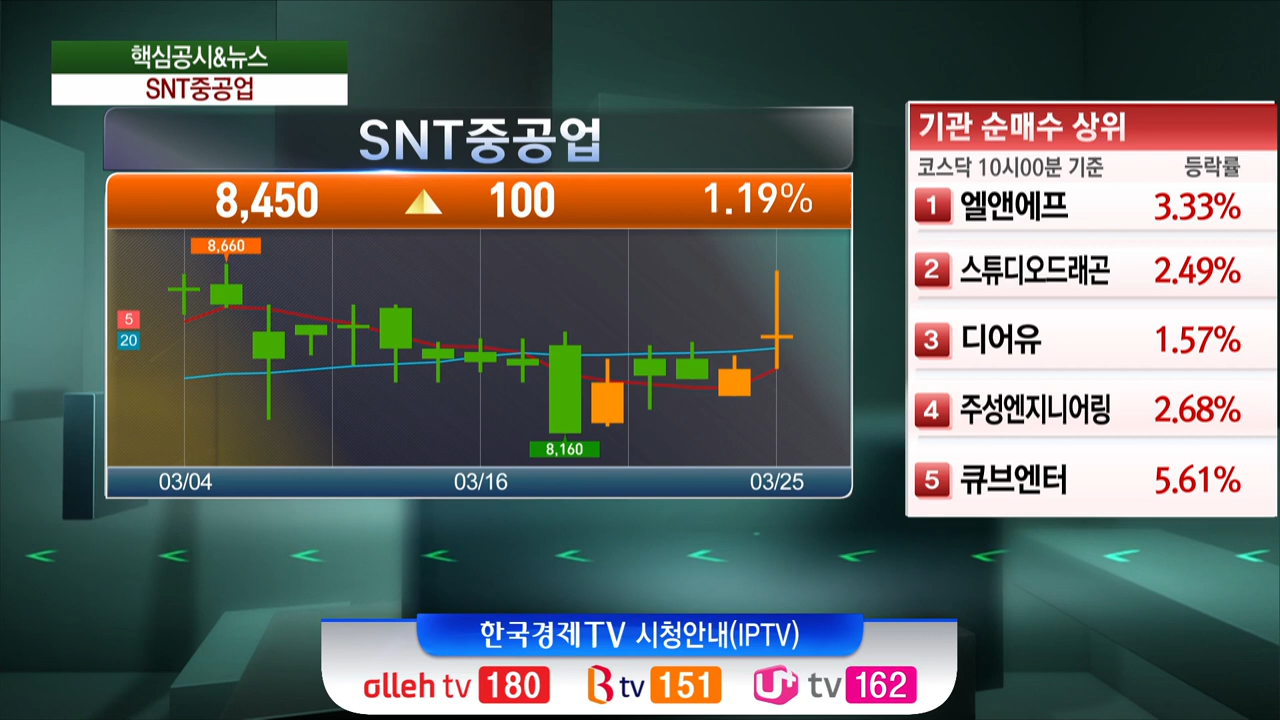 핵심공시&뉴스
SNT중공업
SNT중공업
8,450 ▲ 100 1.19%
8,660
5
20
8,160
03/04 03/16 03/25
기관 순매수 상위
코스닥 10시00분 기준 등락률
1 엘앤에프 3.33%
2 스튜디오드래곤 2.49%
3 디어유 1.57%
4 주성엔지니어링 2.68%
5 큐브엔터 5.61%
한국경제TV 시청안내(IPTV)
olleh tv 180 B tv 151 U+ tv 162